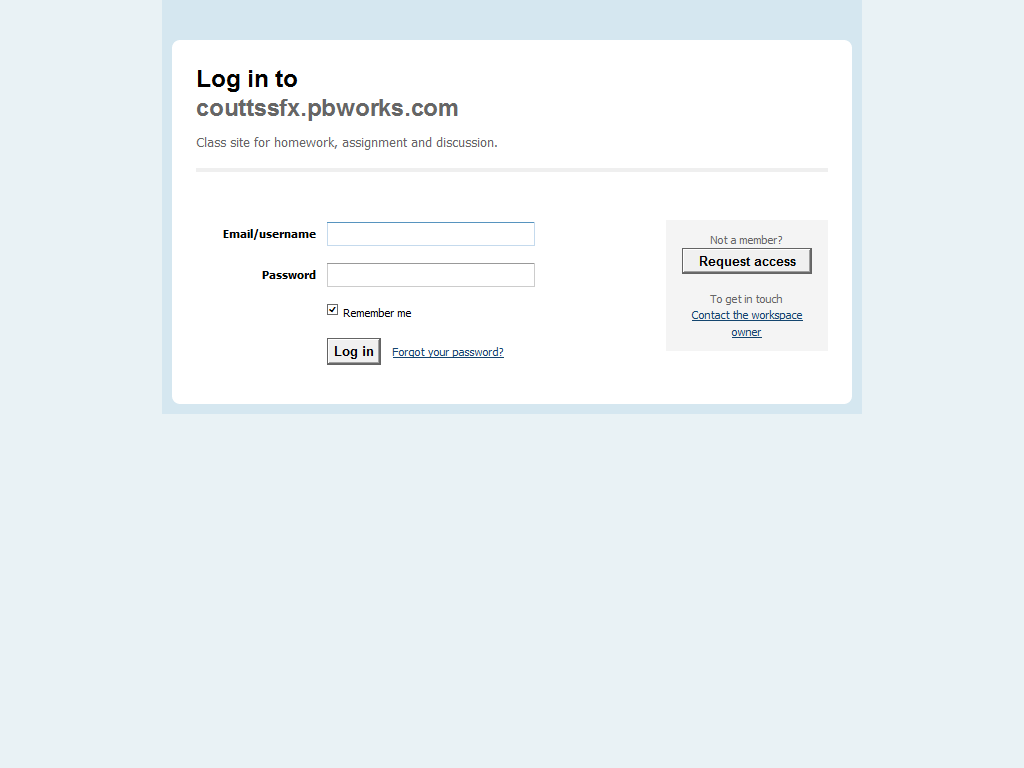 Log in to
couttssfx.pbworks.com
Class site for homework, assignment and discussion.
Email/username
Password
Remember me
Log in
Forgot your password?
Not a member?
Request access
To get in touch
Contact the workspace
owner